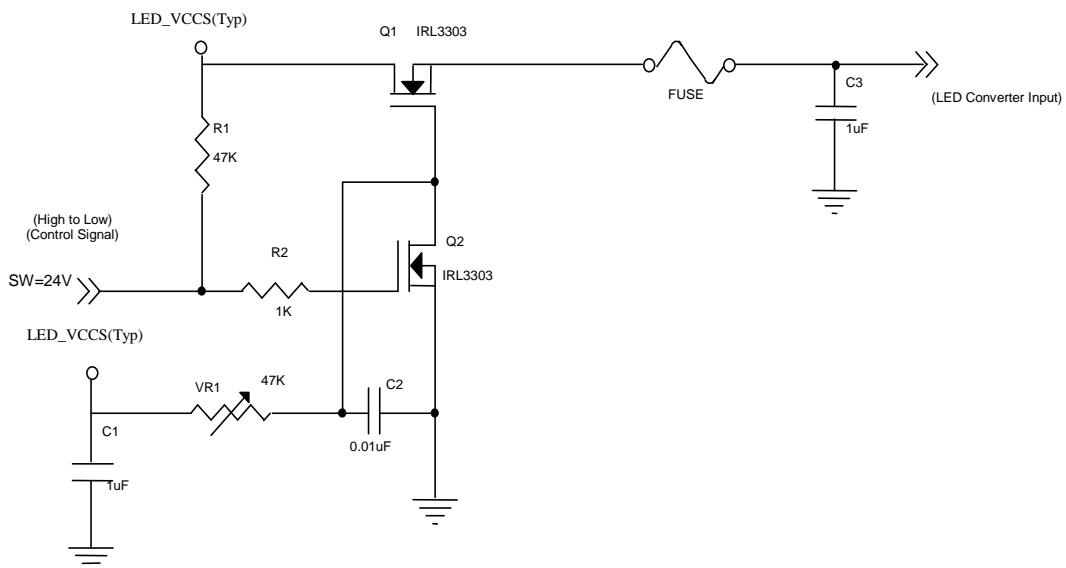 LED_VCCS(Typ)
Q1 IRL3303
FUSE
C3
(LED Converter Input)
1uF
R1
47K
(High to Low)
(Control Signal)
R2
Q2
IRL3303
SW=24V
1K
LED_VCCS(Typ)
VR1
47K
C2
C1
0.01uF
1uF